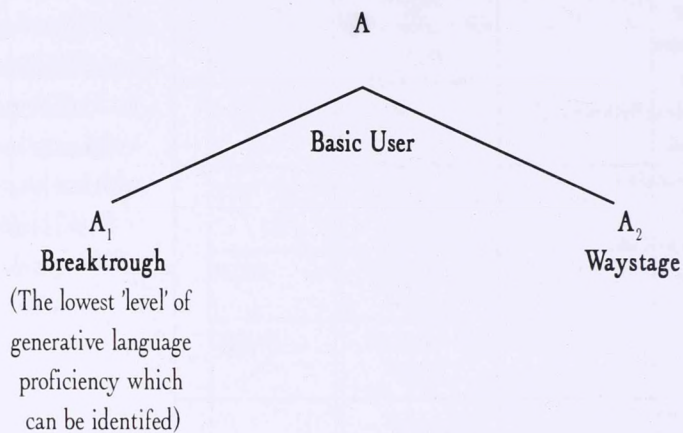 A
Basic User
A₁
Breaktrough
(The lowest 'level' of
generative language
proficiency which
can be identifed)
A₂
Waystage